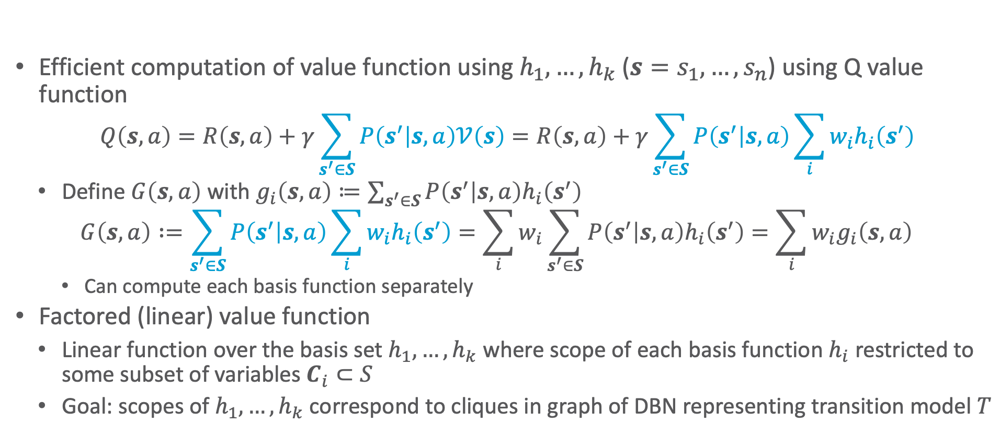 • Efficient computation of value function using h₁, …, hₖ (𝒔 = s₁, …, sₙ) using Q value
function
Q(𝒔, a) = R(𝒔, a) + γ ∑_{𝒔′∈𝑺} P(𝒔′|𝒔, a)𝒱(𝒔) = R(𝒔, a) + γ ∑_{𝒔′∈𝑺} P(𝒔′|𝒔, a) ∑_i wᵢhᵢ(𝒔′)
• Define G(𝒔, a) with gᵢ(𝒔, a) ≔ ∑_{𝒔′∈𝑺} P(𝒔′|𝒔, a)hᵢ(𝒔′)
G(𝒔, a) ≔ ∑_{𝒔′∈𝑺} P(𝒔′|𝒔, a) ∑_i wᵢhᵢ(𝒔′) = ∑_i wᵢ ∑_{𝒔′∈𝑺} P(𝒔′|𝒔, a)hᵢ(𝒔′) = ∑_i wᵢgᵢ(𝒔, a)
• Can compute each basis function separately
• Factored (linear) value function
• Linear function over the basis set h₁, …, hₖ where scope of each basis function hᵢ restricted to
some subset of variables 𝑪ᵢ ⊂ S
• Goal: scopes of h₁, …, hₖ correspond to cliques in graph of DBN representing transition model T